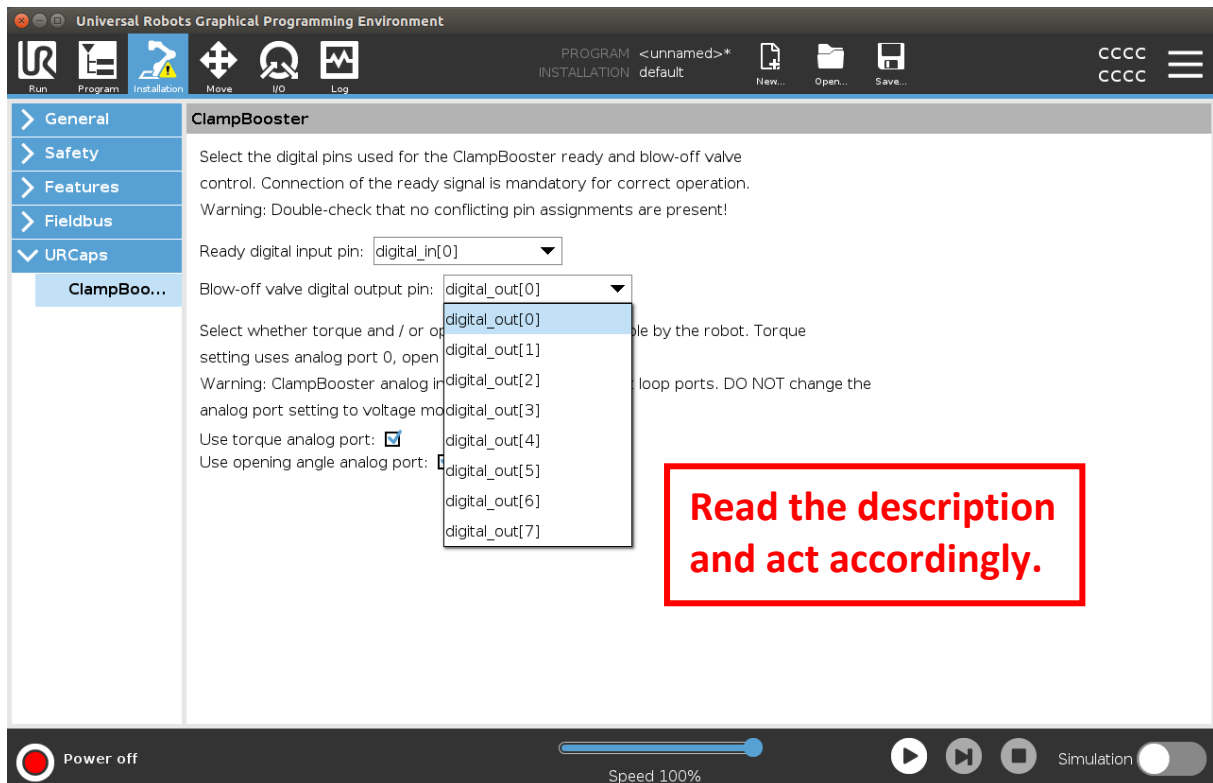 Universal Robots Graphical Programming Environment
PROGRAM <unnamed>*
INSTALLATION default
CCCC
CCCC
Run Program Installation Move I/O Log New... Open... Save...
General
Safety
Features
Fieldbus
URCaps
ClampBoo...
ClampBooster
Select the digital pins used for the ClampBooster ready and blow-off valve
control. Connection of the ready signal is mandatory for correct operation.
Warning: Double-check that no conflicting pin assignments are present!
Ready digital input pin: digital_in[0]
Blow-off valve digital output pin: digital_out[0]
digital_out[0]
digital_out[1]
digital_out[2]
digital_out[3]
digital_out[4]
digital_out[5]
digital_out[6]
digital_out[7]
Select whether torque and / or by the robot. Torque
setting uses analog port 0, open
Warning: ClampBooster analog loop ports. DO NOT change the
analog port setting to voltage
Use torque analog port:
Use opening angle analog port:
Read the description
and act accordingly.
Power off
Speed 100%
Simulation